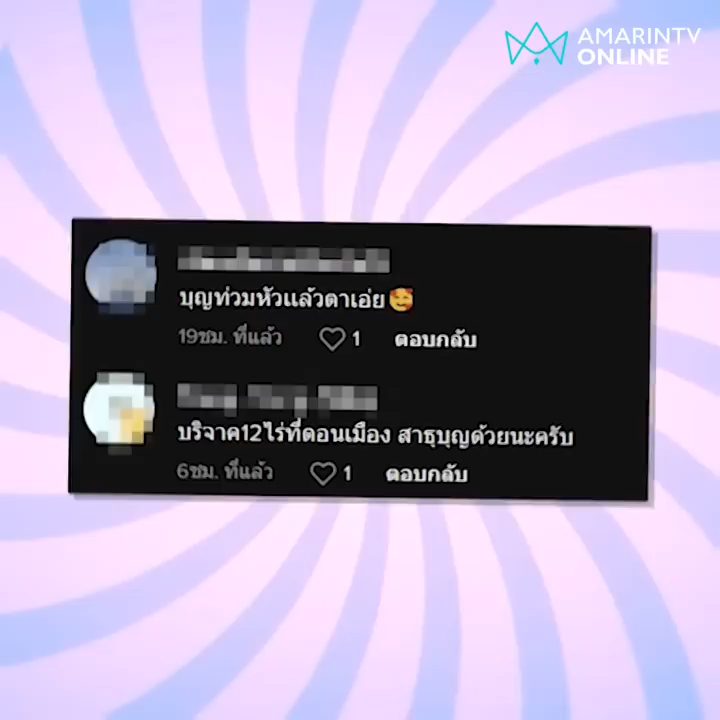 AMARINTV
ONLINE
บุญท่วมหัวแล้วตาเอ่ย🥰
19ชม. ที่แล้ว 1 ตอบกลับ
บริจาค12ไร่ที่ดอนเมือง สาธุบุญด้วยนะครับ
6ชม. ที่แล้ว 1 ตอบกลับ